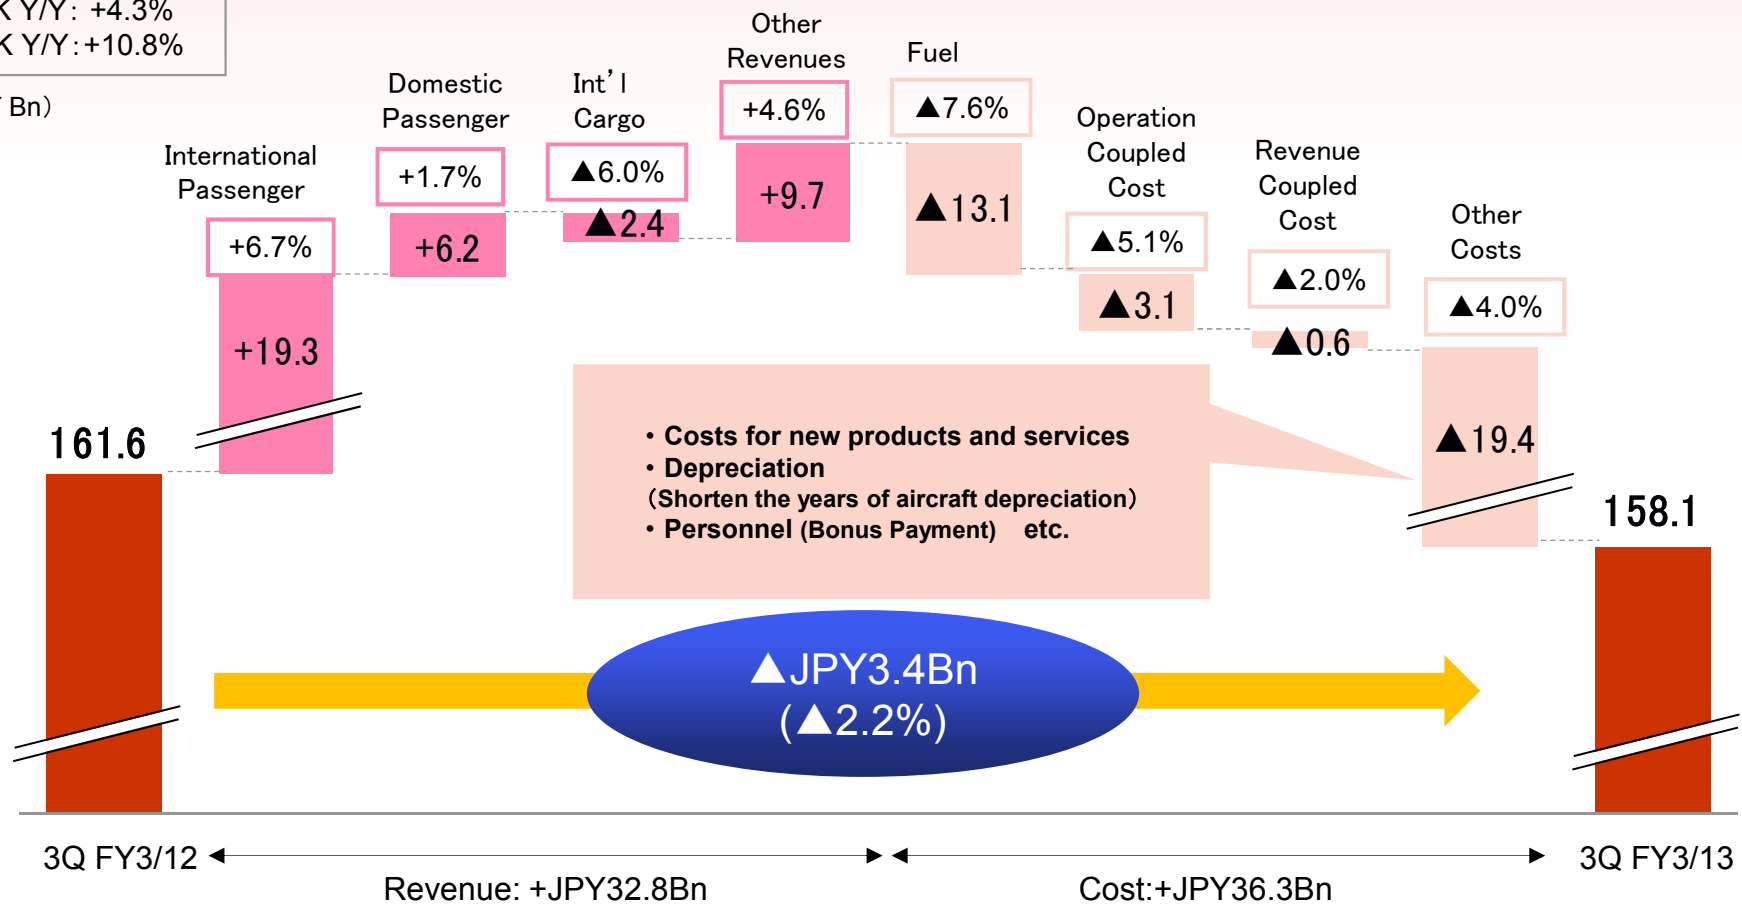 K Y/Y: +4.3%
K Y/Y:+10.8%
Bn)
International
Passenger
+6.7%
+19.3
Domestic
Passenger
+1.7%
+6.2
Int'l
Cargo
▲6.0%
▲2.4
Other
Revenues
+4.6%
+9.7
Fuel
▲7.6%
▲13.1
Operation
Coupled
Cost
▲5.1%
▲3.1
Revenue
Coupled
Cost
▲2.0%
▲0.6
Other
Costs
▲4.0%
▲19.4
161.6
158.1
・Costs for new products and services
・Depreciation
(Shorten the years of aircraft depreciation)
・Personnel (Bonus Payment) etc.
▲JPY3.4Bn
(▲2.2%)
3Q FY3/12
3Q FY3/13
Revenue: +JPY32.8Bn
Cost:+JPY36.3Bn